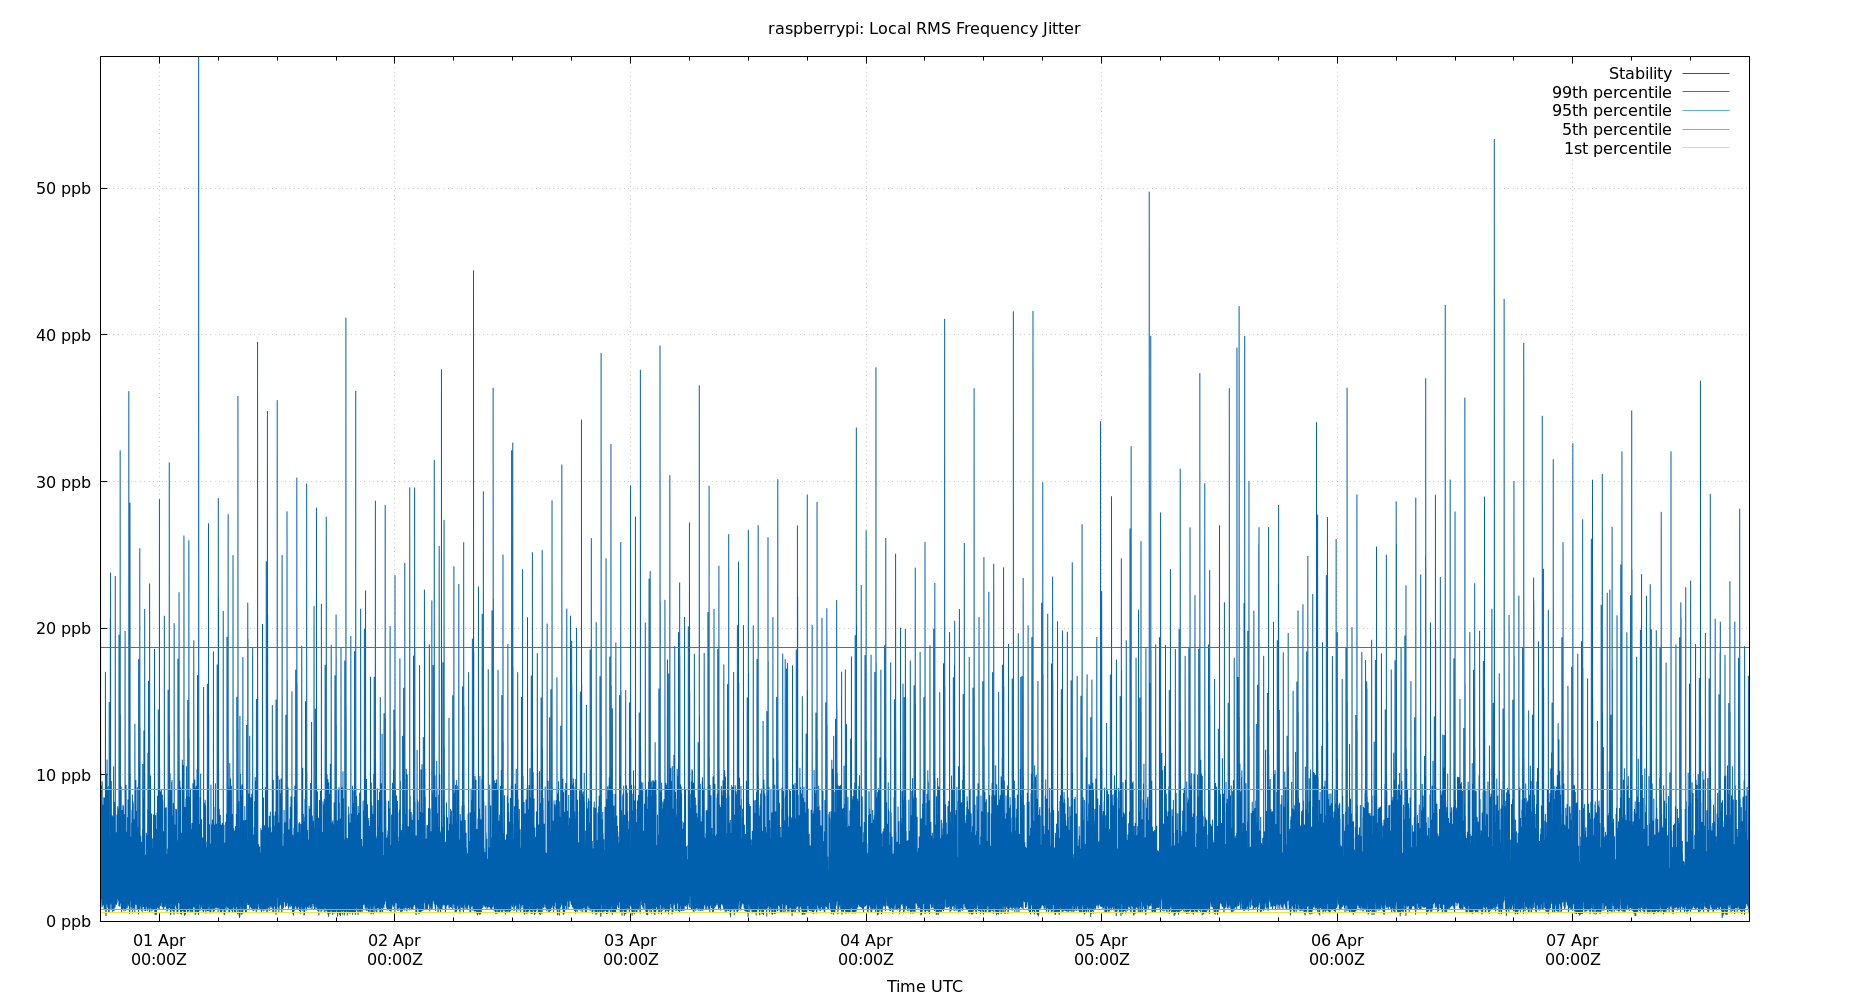 raspberrypi: Local RMS Frequency Jitter
Stability
99th percentile
95th percentile
5th percentile
1st percentile
50 ppb
40 ppb
30 ppb
20 ppb
10 ppb
0 ppb
01 Apr 02 Apr 03 Apr 04 Apr 05 Apr 06 Apr 07 Apr
00:00Z 00:00Z 00:00Z 00:00Z 00:00Z 00:00Z 00:00Z
Time UTC